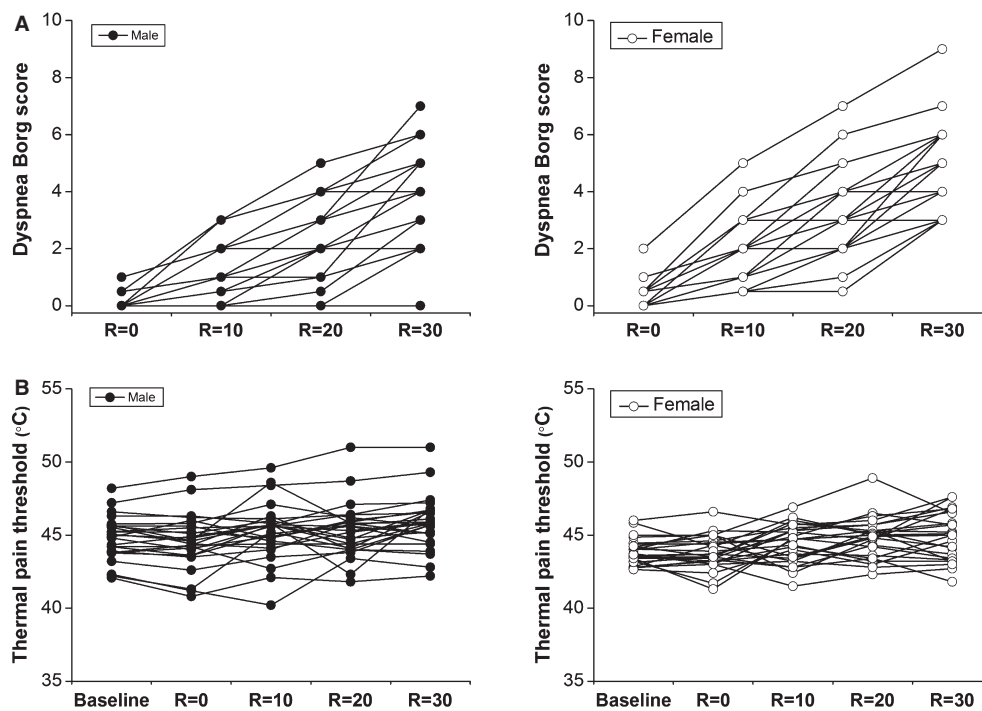 A
Dyspnea Borg score
10
8
6
4
2
0
Male
R=0 R=10 R=20 R=30
Dyspnea Borg score
10
8
6
4
2
0
Female
R=0 R=10 R=20 R=30
B
Thermal pain threshold (°C)
55
50
45
40
35
Male
Baseline R=0 R=10 R=20 R=30
Thermal pain threshold (°C)
55
50
45
40
35
Female
Baseline R=0 R=10 R=20 R=30